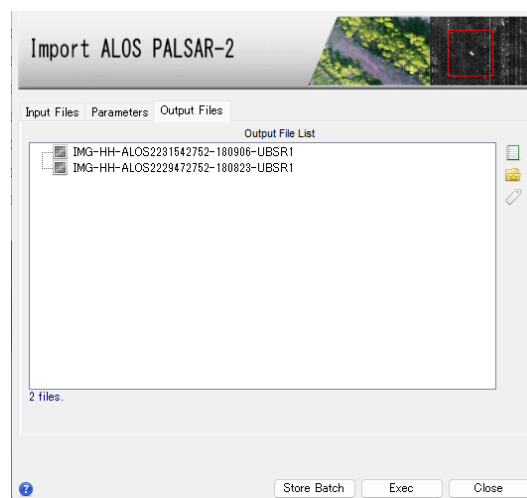 Import ALOS PALSAR-2
Input Files Parameters Output Files
Output File List
IMG-HH-ALOS2231542752-180906-UBSR1
IMG-HH-ALOS2229472752-180823-UBSR1
2 files.
Store Batch Exec Close